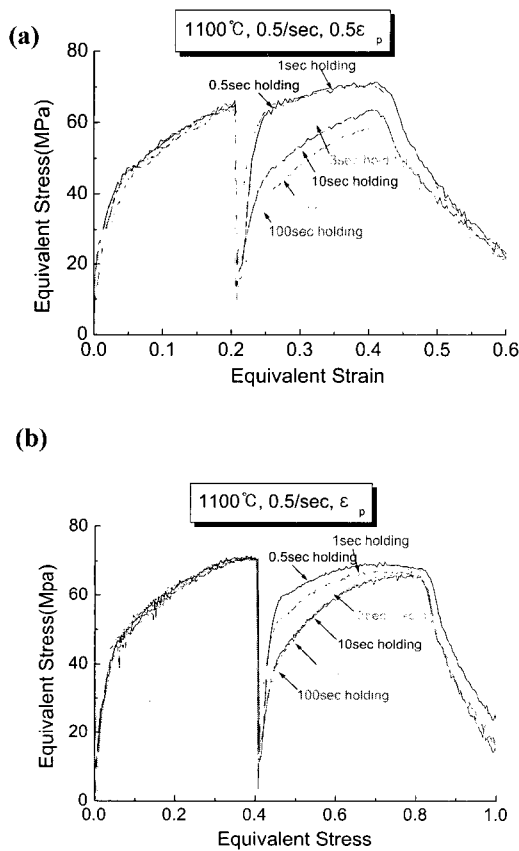 (a)
1100℃, 0.5/sec, 0.5ε p
80
60
40
20
0
Equivalent Stress(MPa)
1sec holding
0.5sec holding
3sec hold
10sec holding
100sec holding
0.0 0.1 0.2 0.3 0.4 0.5 0.6
Equivalent Strain
(b)
1100℃, 0.5/sec, ε p
80
60
40
20
0
Equivalent Stress(Mpa)
1sec holding
0.5sec holding
10sec holding
100sec holding
0.0 0.2 0.4 0.6 0.8 1.0
Equivalent Stress